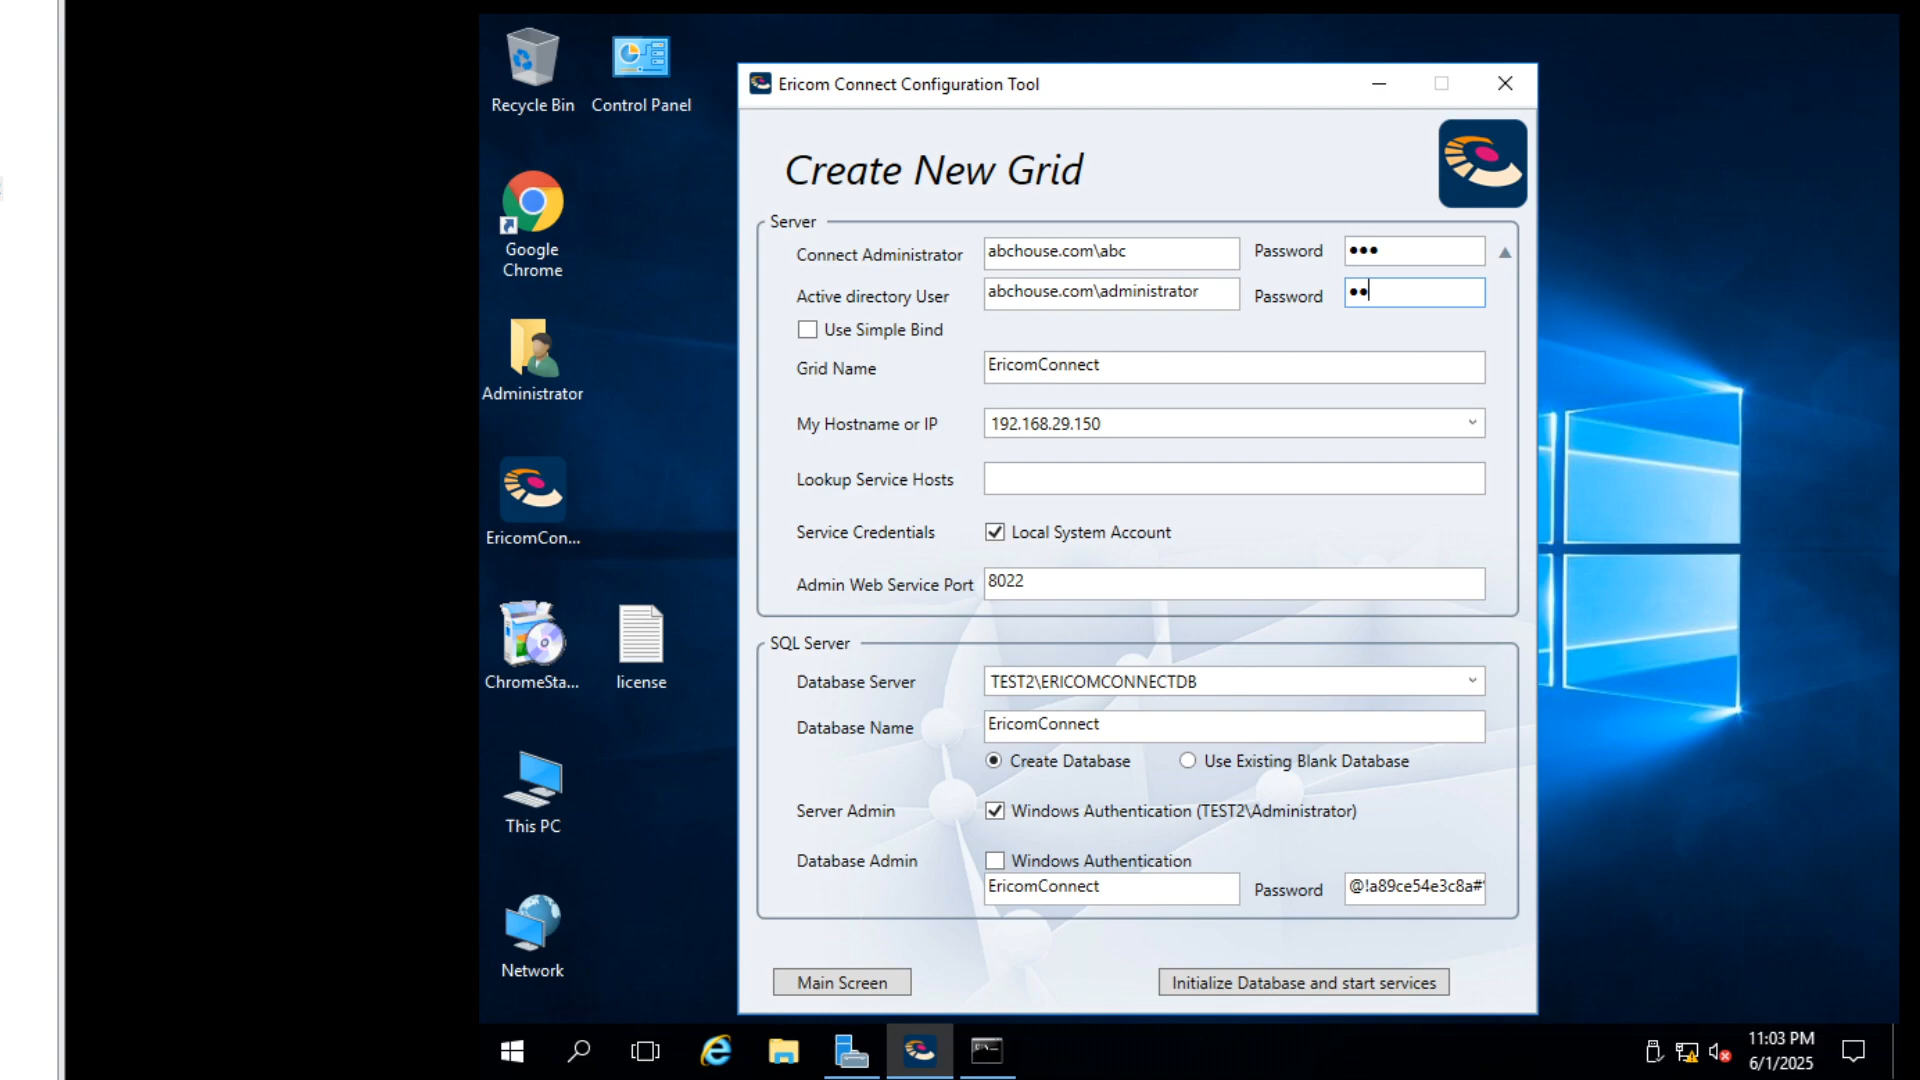 Recycle Bin
Control Panel
Google
Chrome
Administrator
EricomCon...
ChromeSta...
license
This PC
Network
Ericom Connect Configuration Tool
Create New Grid
Server
Connect Administrator
abchouse.com\abc
Password
●●●
Active directory User
abchouse.com\administrator
Password
●●
Use Simple Bind
Grid Name
EricomConnect
My Hostname or IP
192.168.29.150
Lookup Service Hosts
Service Credentials
Local System Account
Admin Web Service Port
8022
SQL Server
Database Server
TEST2\ERICOMCONNECTDB
Database Name
EricomConnect
Create Database
Use Existing Blank Database
Server Admin
Windows Authentication (TEST2\Administrator)
Database Admin
Windows Authentication
EricomConnect
Password
@!a89ce54e3c8a#
Main Screen
Initialize Database and start services
11:03 PM
6/1/2025